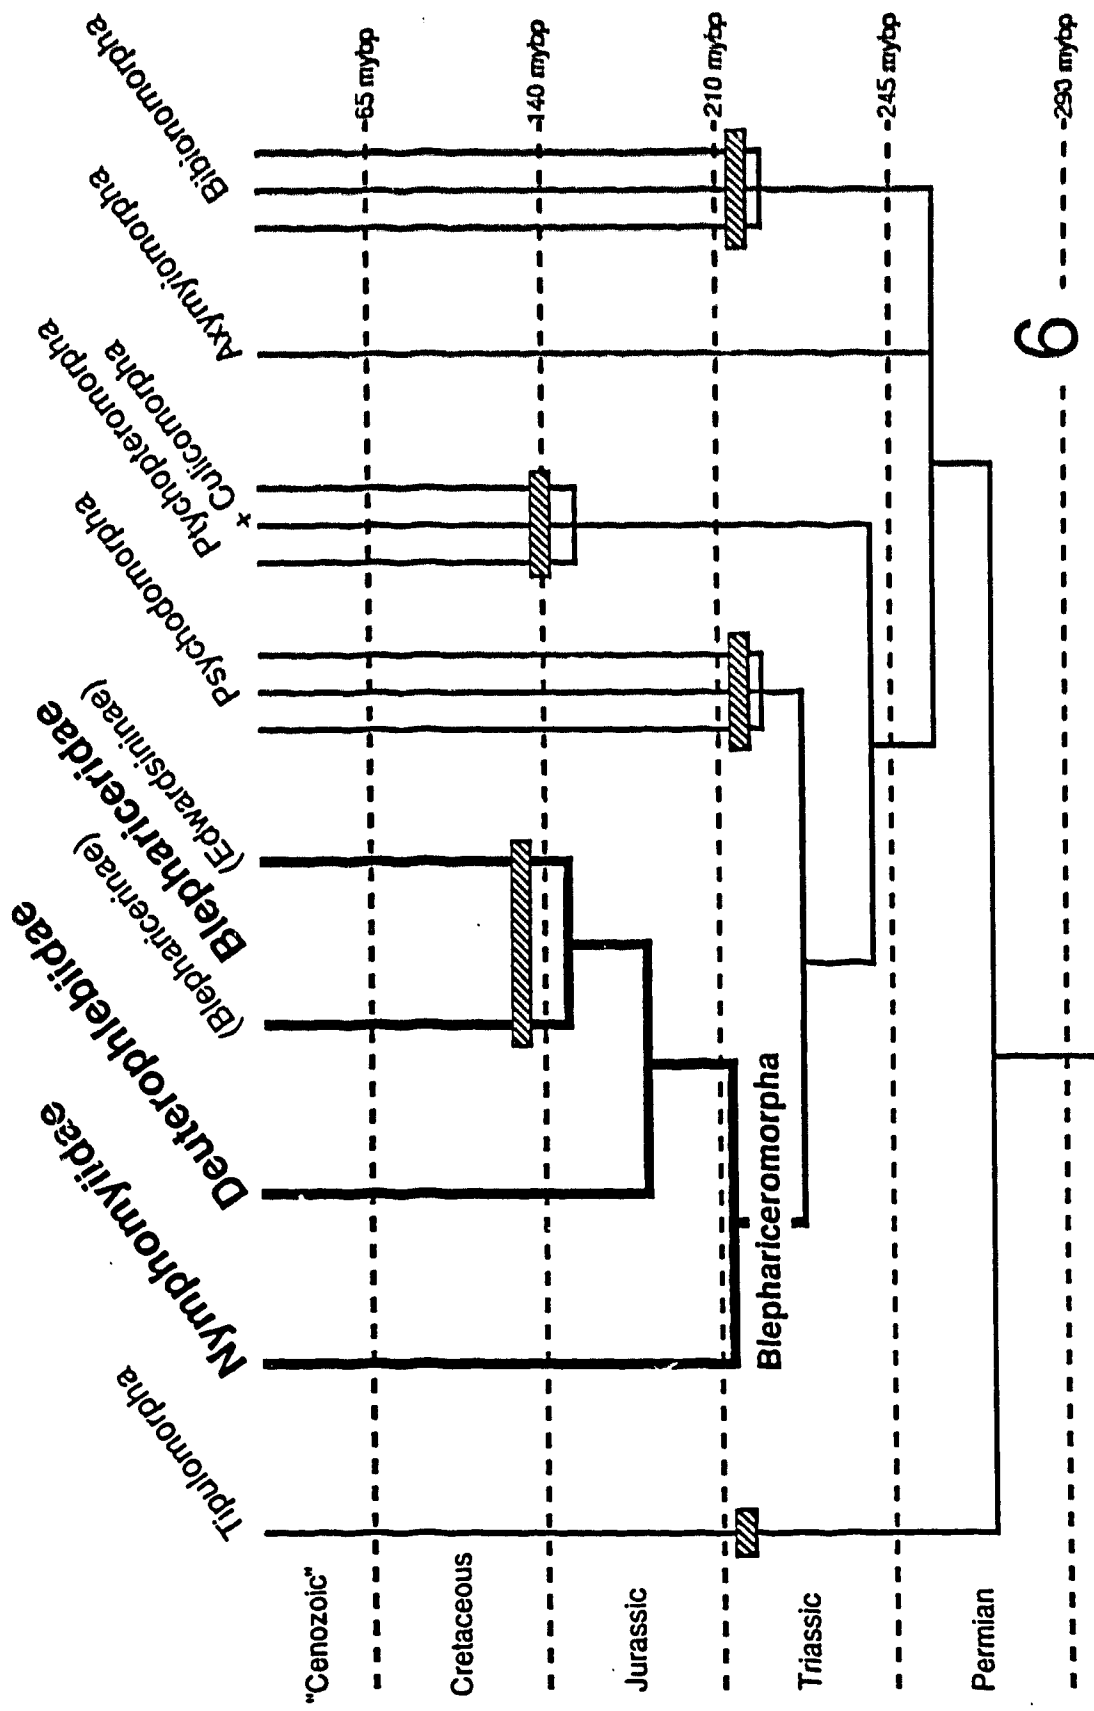 Tipulomorpha
Nymphomyiidae
Deuterophlebiidae
Blephariceridae
(Blepharicerinae)
(Edwardsininae)
Psychodomorpha
Ptychopteromorpha
+ Culicomorpha
Axymyiomorpha
Bibionomorpha
"Cenozoic"
65 mybp
Cretaceous
140 mybp
Jurassic
210 mybp
Blephariceromorpha
Triassic
245 mybp
Permian
290 mybp
6